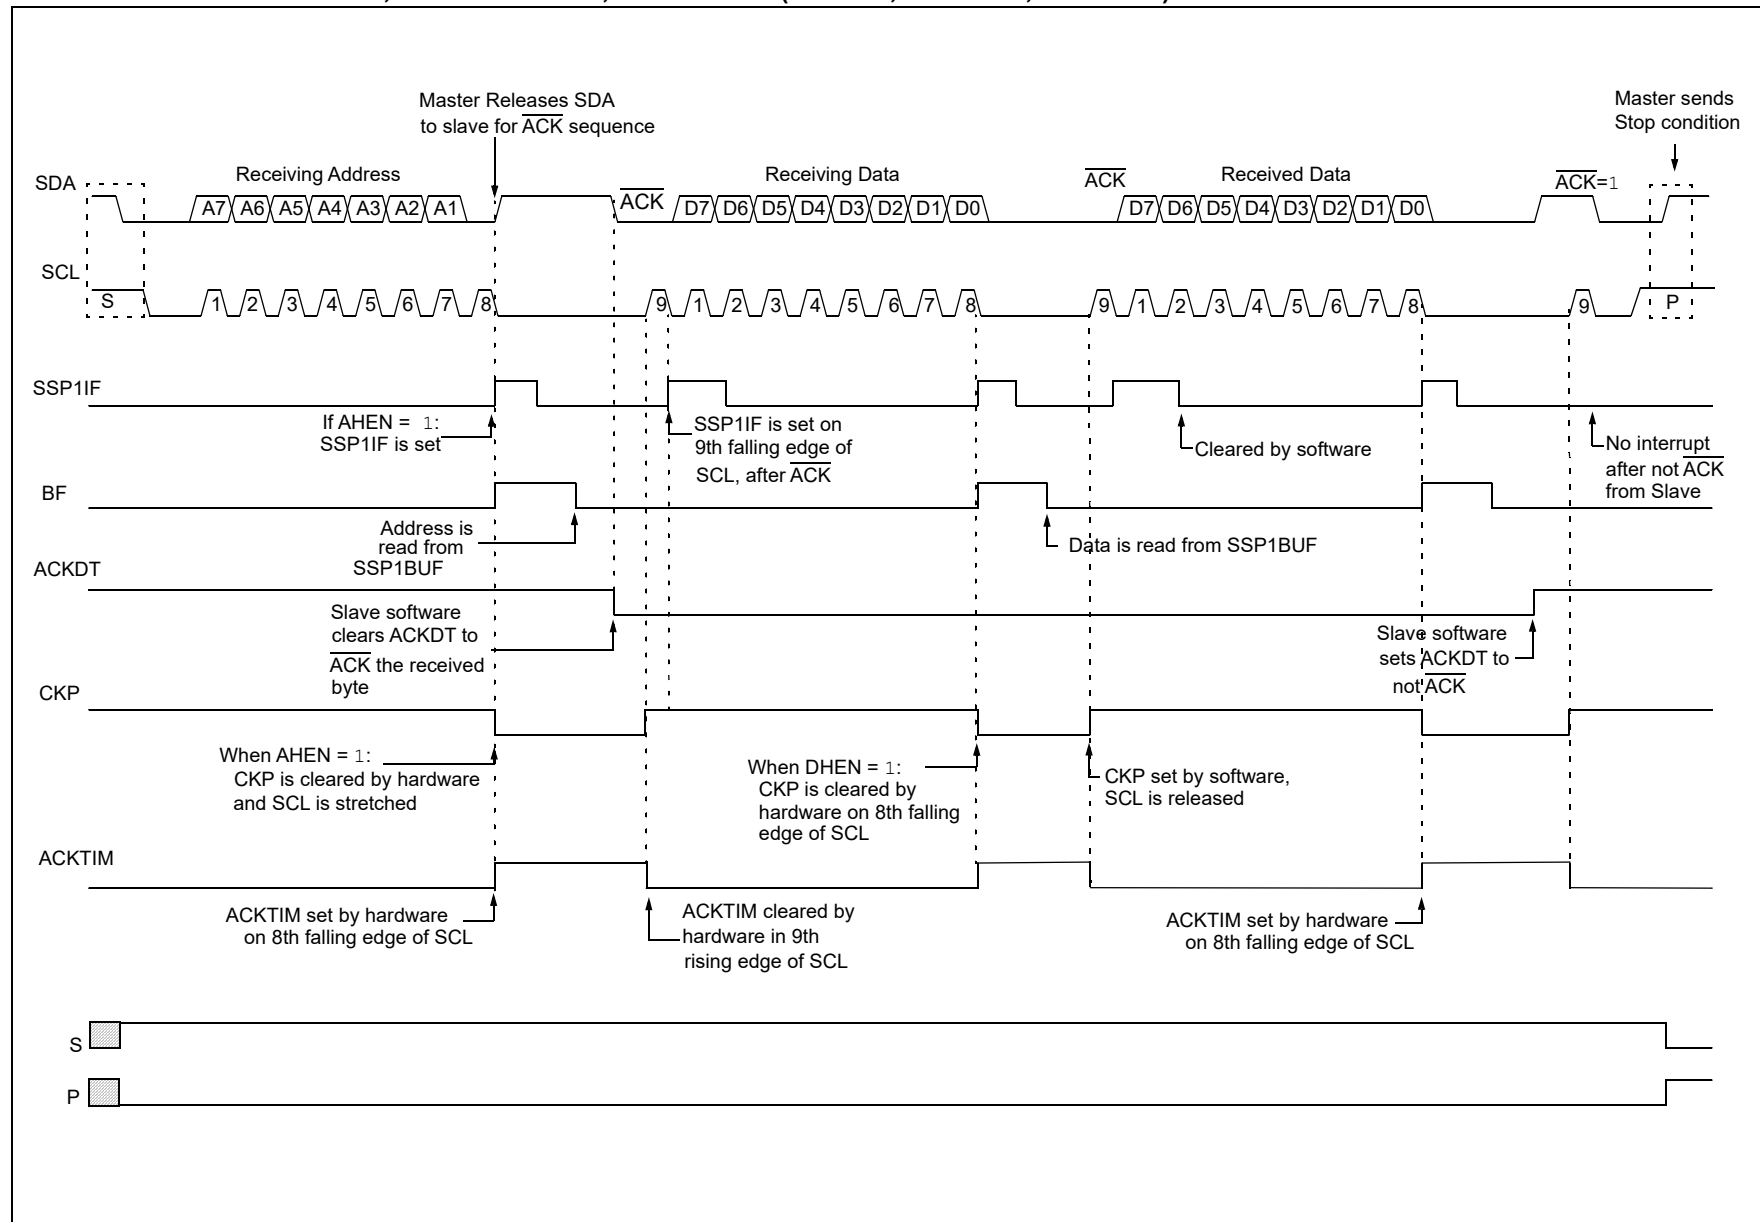 Master Releases SDA
to slave for ACK sequence
Master sends
Stop condition
SDA
Receiving Address
ACK
Receiving Data
ACK
Received Data
ACK=1
A7 A6 A5 A4 A3 A2 A1
D7 D6 D5 D4 D3 D2 D1 D0
D7 D6 D5 D4 D3 D2 D1 D0
SCL
S
1 2 3 4 5 6 7 8
9 1 2 3 4 5 6 7 8
9 1 2 3 4 5 6 7 8
9
P
SSP1IF
If AHEN = 1:
SSP1IF is set
SSP1IF is set on
9th falling edge of
SCL, after ACK
Cleared by software
No interrupt
after not ACK
from Slave
BF
Address is
read from
SSP1BUF
Data is read from SSP1BUF
ACKDT
Slave software
clears ACKDT to
ACK the received
byte
Slave software
sets ACKDT to
not ACK
CKP
When AHEN = 1:
CKP is cleared by hardware
and SCL is stretched
When DHEN = 1:
CKP is cleared by
hardware on 8th falling
edge of SCL
CKP set by software,
SCL is released
ACKTIM
ACKTIM set by hardware
on 8th falling edge of SCL
ACKTIM cleared by
hardware in 9th
rising edge of SCL
ACKTIM set by hardware
on 8th falling edge of SCL
S
P